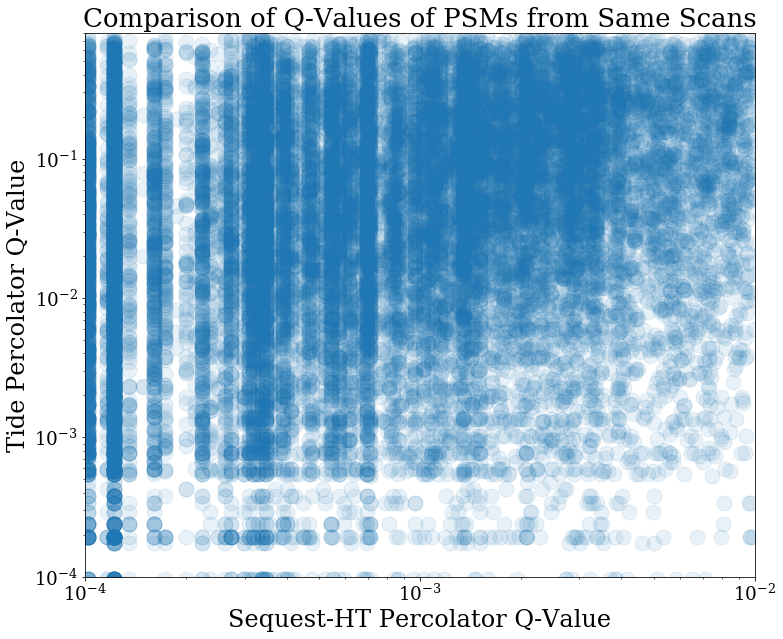 Comparison of Q-Values of PSMs from Same Scans
Tide Percolator Q-Value
10⁻¹
10⁻²
10⁻³
10⁻⁴
10⁻⁴ 10⁻³ 10⁻²
Sequest-HT Percolator Q-Value